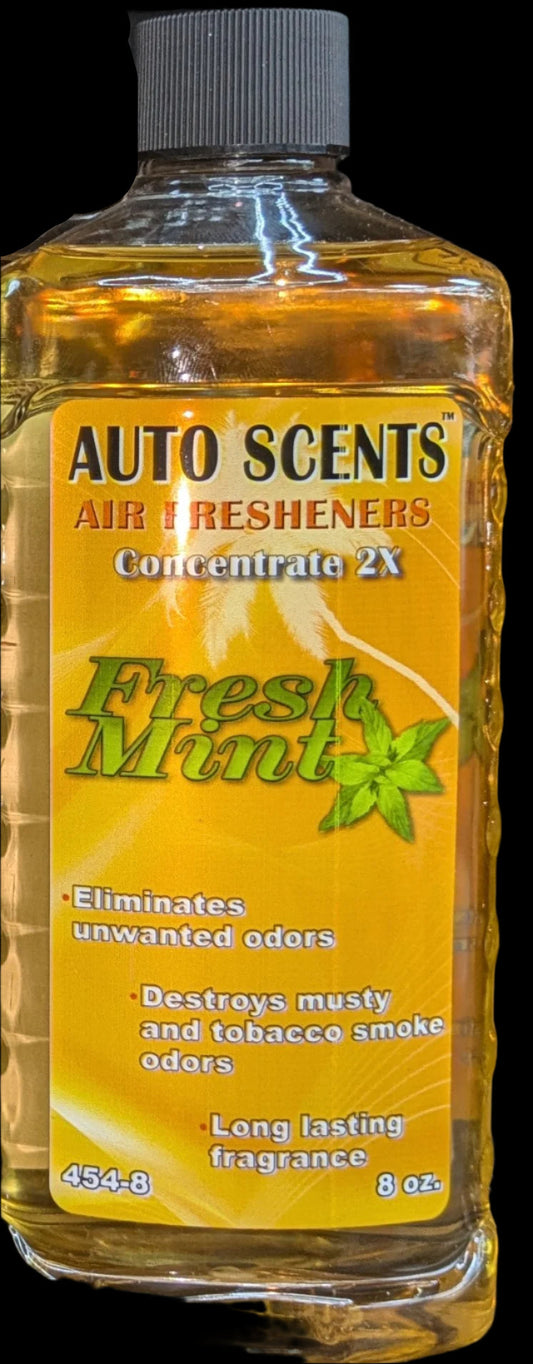 AUTO SCENTS™
AIR FRESHENERS
Concentrate 2X
Fresh
Mint
•Eliminates
unwanted odors
•Destroys musty
and tobacco smoke
odors
•Long lasting
fragrance
454-8 8 oz.